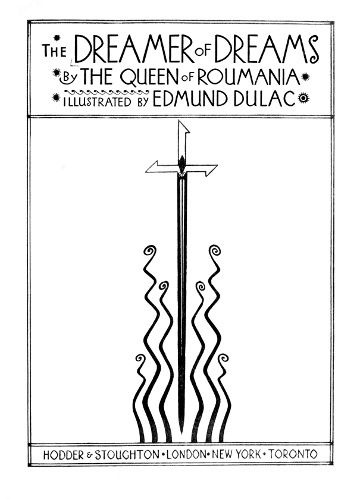 THE DREAMER OF DREAMS
BY THE QUEEN OF ROUMANIA
ILLUSTRATED BY EDMUND DULAC
HODDER & STOUGHTON • LONDON • NEW YORK • TORONTO